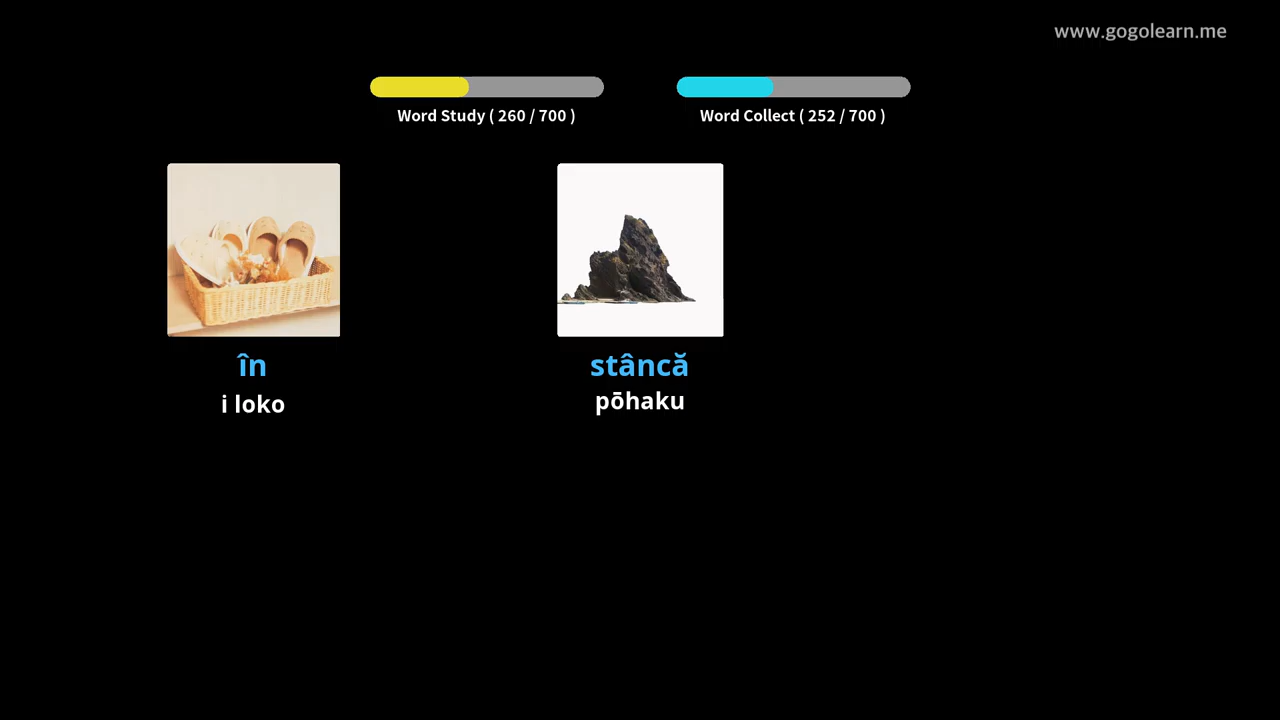 www.gogolearn.me
Word Study ( 260 / 700 )
Word Collect ( 252 / 700 )
în
i loko
stâncă
pōhaku